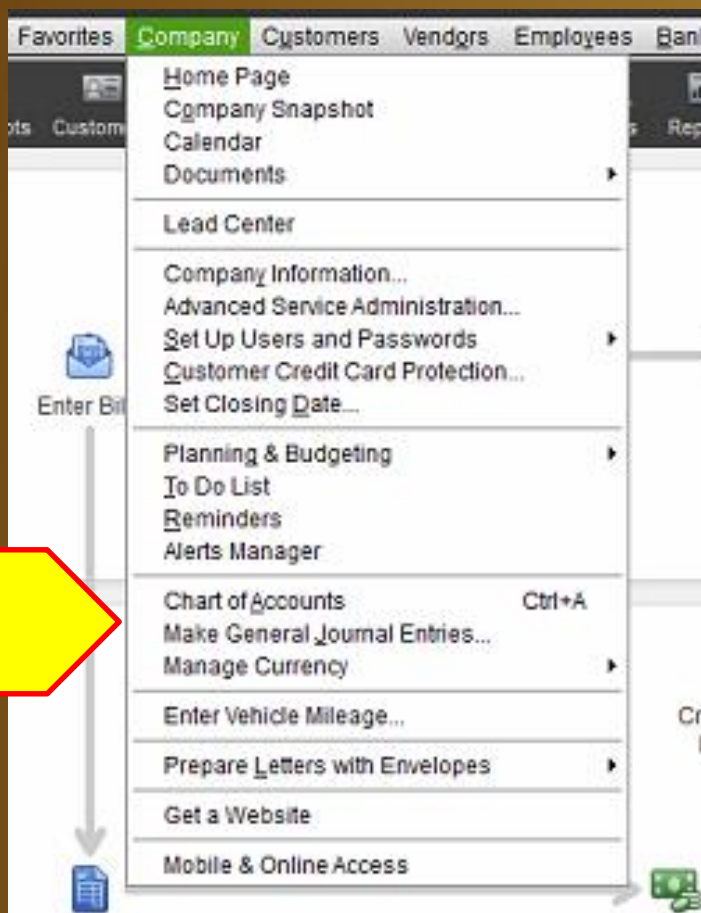 Favorites Company Customers Vendors Employees
Home Page
Company Snapshot
Calendar
Documents
Lead Center
Company Information...
Advanced Service Administration...
Set Up Users and Passwords
Customer Credit Card Protection...
Set Closing Date...
Enter Bil
Planning & Budgeting
To Do List
Reminders
Alerts Manager
Chart of Accounts Ctrl+A
Make General Journal Entries...
Manage Currency
Enter Vehicle Mileage...
Prepare Letters with Envelopes
Get a Website
Mobile & Online Access